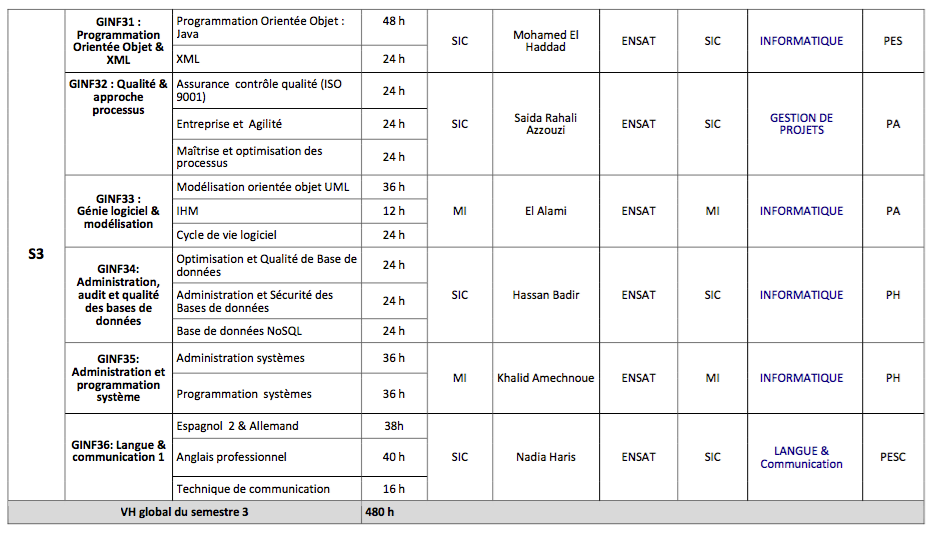 S3
GINF31 :
Programmation
Orientée Objet &
XML
Programmation Orientée Objet :
Java
48 h
XML
24 h
SIC
Mohamed El
Haddad
ENSAT
SIC
INFORMATIQUE
PES
GINF32 : Qualité &
approche
processus
Assurance contrôle qualité (ISO
9001)
24 h
Entreprise et Agilité
24 h
Maîtrise et optimisation des
processus
24 h
SIC
Saida Rahali
Azzouzi
ENSAT
SIC
GESTION DE
PROJETS
PA
GINF33 :
Génie logiciel &
modélisation
Modélisation orientée objet UML
36 h
IHM
12 h
Cycle de vie logiciel
24 h
MI
El Alami
ENSAT
MI
INFORMATIQUE
PA
GINF34:
Administration,
audit et qualité
des bases de
données
Optimisation et Qualité de Base de
données
24 h
Administration et Sécurité des
Bases de données
24 h
Base de données NoSQL
24 h
SIC
Hassan Badir
ENSAT
SIC
INFORMATIQUE
PH
GINF35:
Administration et
programmation
système
Administration systèmes
36 h
Programmation systèmes
36 h
MI
Khalid Amechnoue
ENSAT
MI
INFORMATIQUE
PH
GINF36: Langue &
communication 1
Espagnol 2 & Allemand
38h
Anglais professionnel
40 h
Technique de communication
16 h
SIC
Nadia Haris
ENSAT
SIC
LANGUE &
Communication
PESC
VH global du semestre 3
480 h